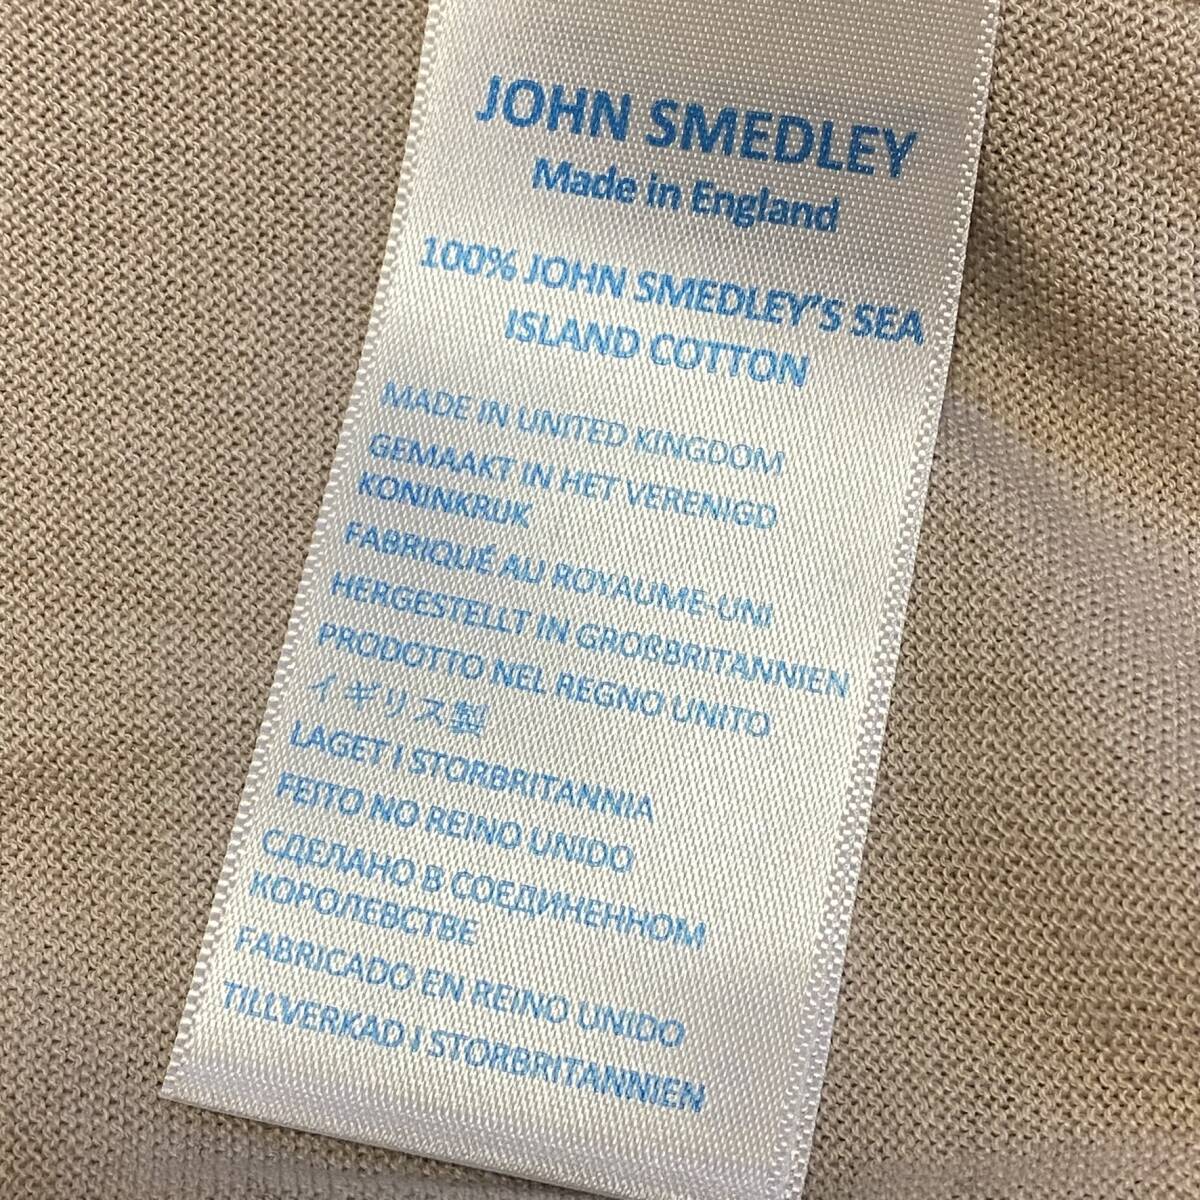 JOHN SMEDLEY
Made in England
100% JOHN SMEDLEY'S SEA
ISLAND COTTON
MADE IN UNITED KINGDOM
GEMAAKT IN HET VERENIGD
KONINKRIJK
FABRIQUÉ AU ROYAUME-UNI
HERGESTELLT IN GROßBRITANNIEN
PRODOTTO NEL REGNO UNITO
イギリス製
LAGET I STORBRITANNIA
FEITO NO REINO UNIDO
СДЕЛАНО В СОЕДИНЕННОМ
КОРОЛЕВСТВЕ
FABRICADO EN REINO UNIDO
TILLVERKAD I STORBRITANNIEN